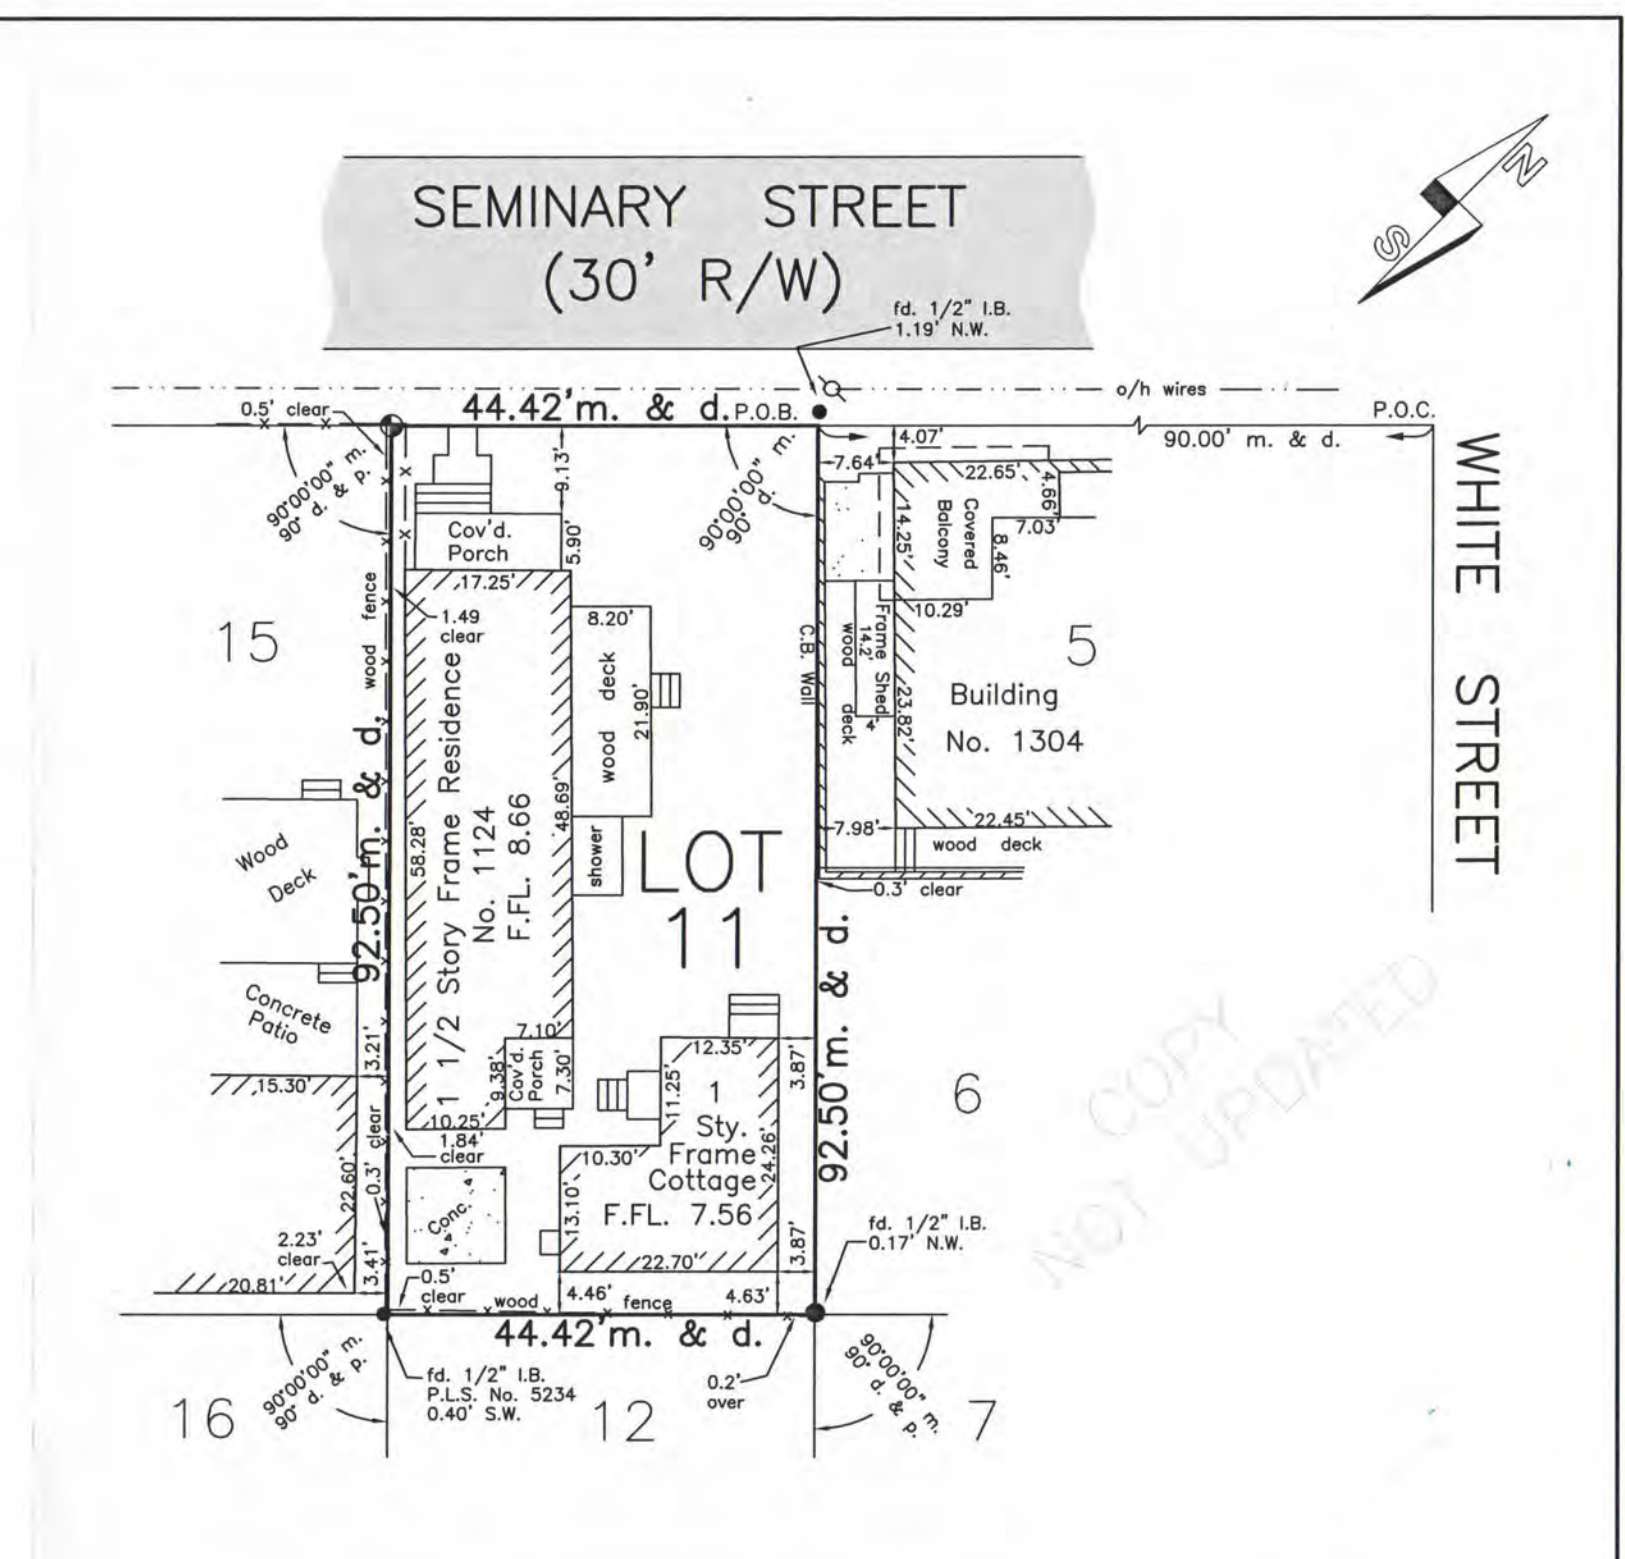 SEMINARY STREET
(30' R/W)
N
S
fd. 1/2" I.B.
1.19' N.W.
o/h wires
0.5' clear
44.42'm. & d.
P.O.B.
P.O.C.
90.00' m. & d.
4.07'
7.64'
22.65'
4.66'
7.03'
8.46'
14.25'
Covered
Balcony
10.29'
90°00'00" m.
90° d. & p.
90°00'00" m.
90° d.
9.13'
5.90'
Cov'd.
Porch
17.25'
1.49
clear
wood fence
15
8.20'
wood deck
21.90'
C.B. Wall
Frame Shed
14.2'
4'
wood deck
23.82'
5
Building
No. 1304
WHITE STREET
92.50'm. & d.
58.28'
1 1/2 Story Frame Residence
No. 1124
F.FL. 8.66
48.69'
shower
LOT
11
7.98'
22.45'
wood deck
0.3' clear
Wood
Deck
Concrete
Patio
92.50'm. & d.
3.21'
15.30'
22.60'
0.3' clear
7.10'
9.38'
Cov'd.
Porch
7.30'
10.25'
1.84'
clear
12.35'
11.25'
3.87'
1
Sty.
Frame
Cottage
F.FL. 7.56
24.26'
10.30'
13.10'
22.70'
3.87'
6
COPY
NOT UPDATED
Conc.
2.23'
clear
3.41'
20.81'
0.5'
clear
wood fence
4.46'
4.63'
44.42'm. & d.
fd. 1/2" I.B.
0.17' N.W.
90°00'00" m.
90° d. & p.
fd. 1/2" I.B.
P.L.S. No. 5234
0.40' S.W.
0.2'
over
90°00'00" m.
90° d. & p.
16
12
7